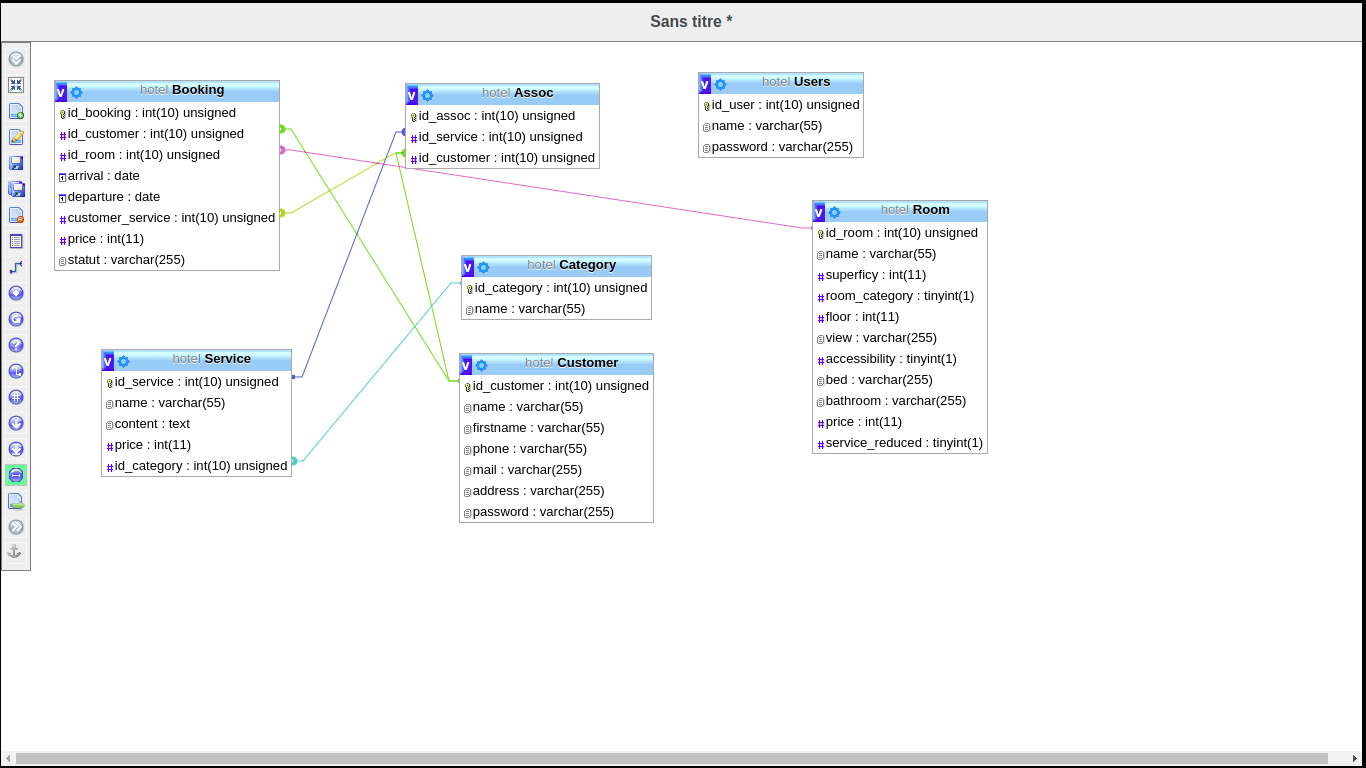 Sans titre *
v hotel Booking
id_booking : int(10) unsigned
# id_customer : int(10) unsigned
# id_room : int(10) unsigned
arrival : date
departure : date
# customer_service : int(10) unsigned
# price : int(11)
statut : varchar(255)
v hotel Assoc
id_assoc : int(10) unsigned
# id_service : int(10) unsigned
# id_customer : int(10) unsigned
v hotel Users
id_user : int(10) unsigned
name : varchar(55)
password : varchar(255)
v hotel Room
id_room : int(10) unsigned
name : varchar(55)
# superficy : int(11)
# room_category : tinyint(1)
# floor : int(11)
view : varchar(255)
# accessibility : tinyint(1)
bed : varchar(255)
bathroom : varchar(255)
# price : int(11)
# service_reduced : tinyint(1)
v hotel Category
id_category : int(10) unsigned
name : varchar(55)
v hotel Service
id_service : int(10) unsigned
name : varchar(55)
content : text
# price : int(11)
# id_category : int(10) unsigned
v hotel Customer
id_customer : int(10) unsigned
name : varchar(55)
firstname : varchar(55)
phone : varchar(55)
mail : varchar(255)
address : varchar(255)
password : varchar(255)